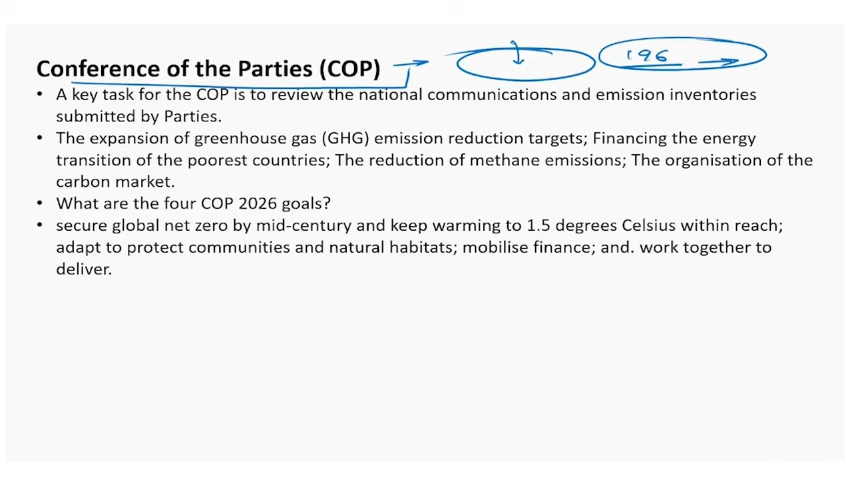 Conference of the Parties (COP)
196
• A key task for the COP is to review the national communications and emission inventories
submitted by Parties.
• The expansion of greenhouse gas (GHG) emission reduction targets; Financing the energy
transition of the poorest countries; The reduction of methane emissions; The organisation of the
carbon market.
• What are the four COP 2026 goals?
• secure global net zero by mid-century and keep warming to 1.5 degrees Celsius within reach;
adapt to protect communities and natural habitats; mobilise finance; and. work together to
deliver.